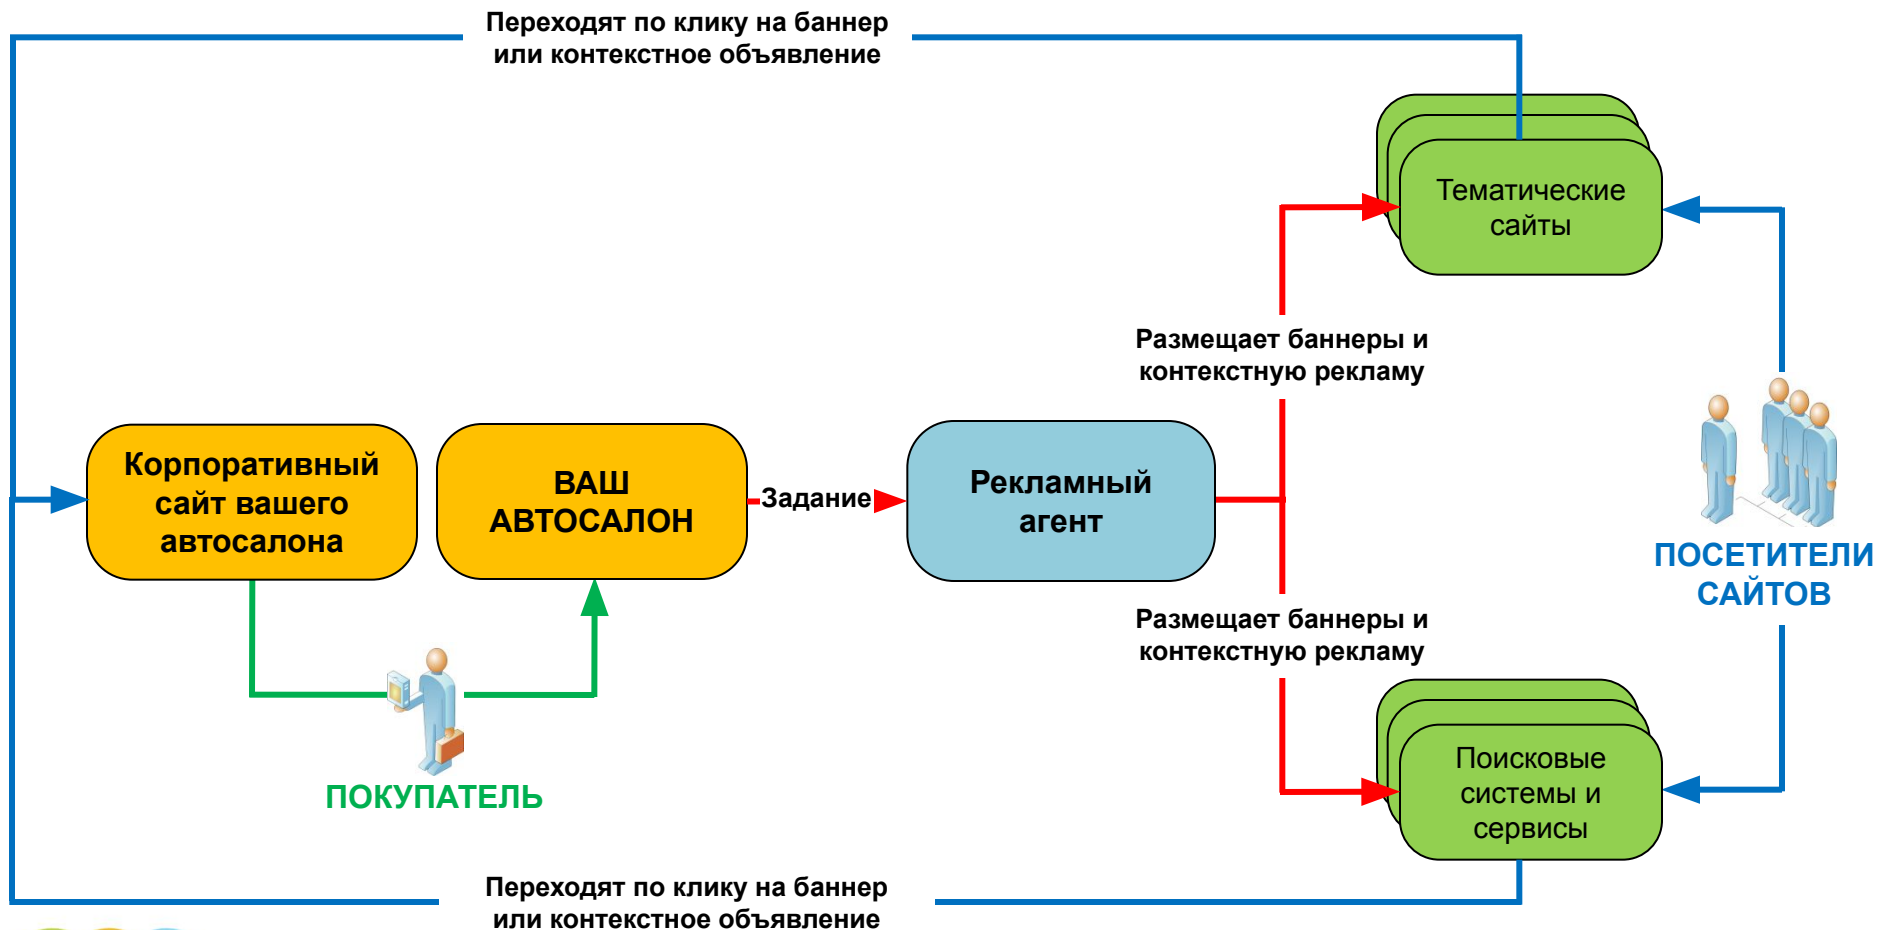 Переходят по клику на баннер
или контекстное объявление
Тематические
сайты
Размещает баннеры и
контекстную рекламу
Корпоративный
сайт вашего
автосалона
ВАШ
АВТОСАЛОН
Задание
Рекламный
агент
ПОСЕТИТЕЛИ
САЙТОВ
Размещает баннеры и
контекстную рекламу
Поисковые
системы и
сервисы
ПОКУПАТЕЛЬ
Переходят по клику на баннер
или контекстное объявление